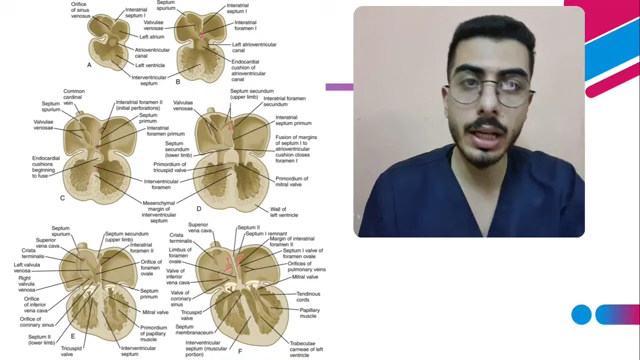 Orifice of
sinus
venosus
Interatrial
septum I
Left atrium
Atrioventricular
canal
Left ventricle
Interventricular
septum
A
Septum
spurium
Valvulae
venosae
Interatrial
septum I
Interatrial
foramen I
Left atrioventricular
canal
Endocardial
cushion of
atrioventricular
canal
B
Common
cardinal
vein
Septum
spurium
Valvulae
venosae
Endocardial
cushions
beginning
to fuse
Interatrial foramen II
(initial perforations)
Septum
primum
Interatrial
foramen primum
Interventricular
foramen
Mesenchymal
margin of
interventricular
septum
C
Valvulae
venosae
Septum secundum
(upper limb)
Interatrial foramen
secundum
Interatrial
septum primum
Septum
secundum
(lower limb)
Fusion of margins
of septum I to
atrioventricular
cushion closes
foramen I
Primordium of
tricuspid valve
Primordium of
mitral valve
Wall of
left ventricle
D
Septum
spurium
Superior
vena cava
Crista
terminalis
Left valvula
venosa
Right
valvula
venosa
Orifice
of inferior
vena cava
Orifice of
coronary sinus
Septum II
(lower limb)
Tricuspid
valve
Septum secundum
(upper limb)
Interatrial
foramen II
Orifice
of foramen
ovale
Septum
primum
Mitral valve
Primordium of
papillary muscle
Interventricular
septum
E
Superior
vena cava
Crista
terminalis
Limbus of
foramen
ovale
Valve of
inferior
vena cava
Valve of
coronary
sinus
Tricuspid
valve
Septum
membranaceum
Interventricular septum
(muscular portion)
Septum II
Septum I remnant
Margin of interatrial
foramen II
Septum I valve of
foramen ovale
Orifices of
pulmonary veins
Mitral valve
Tendinous
cords
Papillary
muscle
Trabeculae
carneae of left
ventricle
F